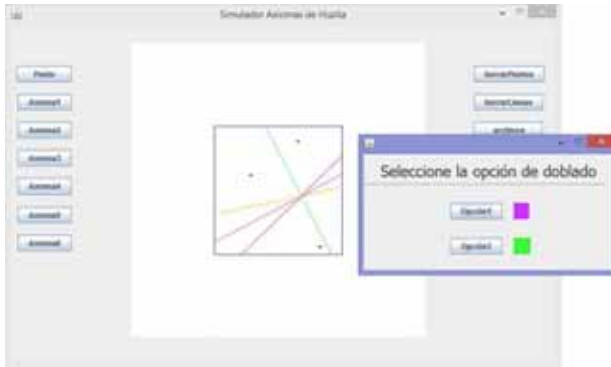 Simulador Axiomas de Huzita
Punto
Axioma1
Axioma2
Axioma3
Axioma4
Axioma5
Axioma6
borrarPuntos
borrarLineas
archivos
Seleccione la opción de doblado
Opción1